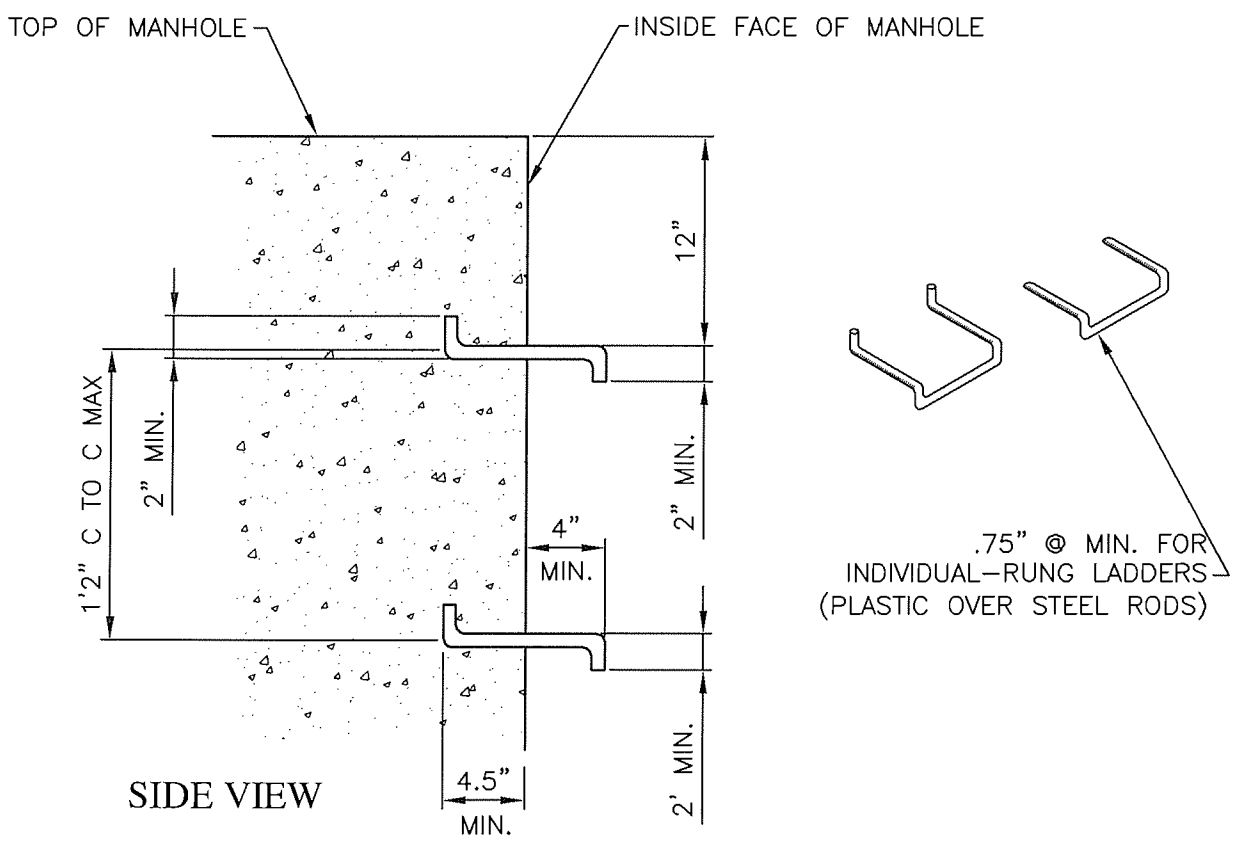 TOP OF MANHOLE
INSIDE FACE OF MANHOLE
12"
2" MIN.
1'2" C TO C MAX
2" MIN.
4"
MIN.
.75" @ MIN. FOR
INDIVIDUAL-RUNG LADDERS
(PLASTIC OVER STEEL RODS)
2' MIN.
4.5"
MIN.
SIDE VIEW